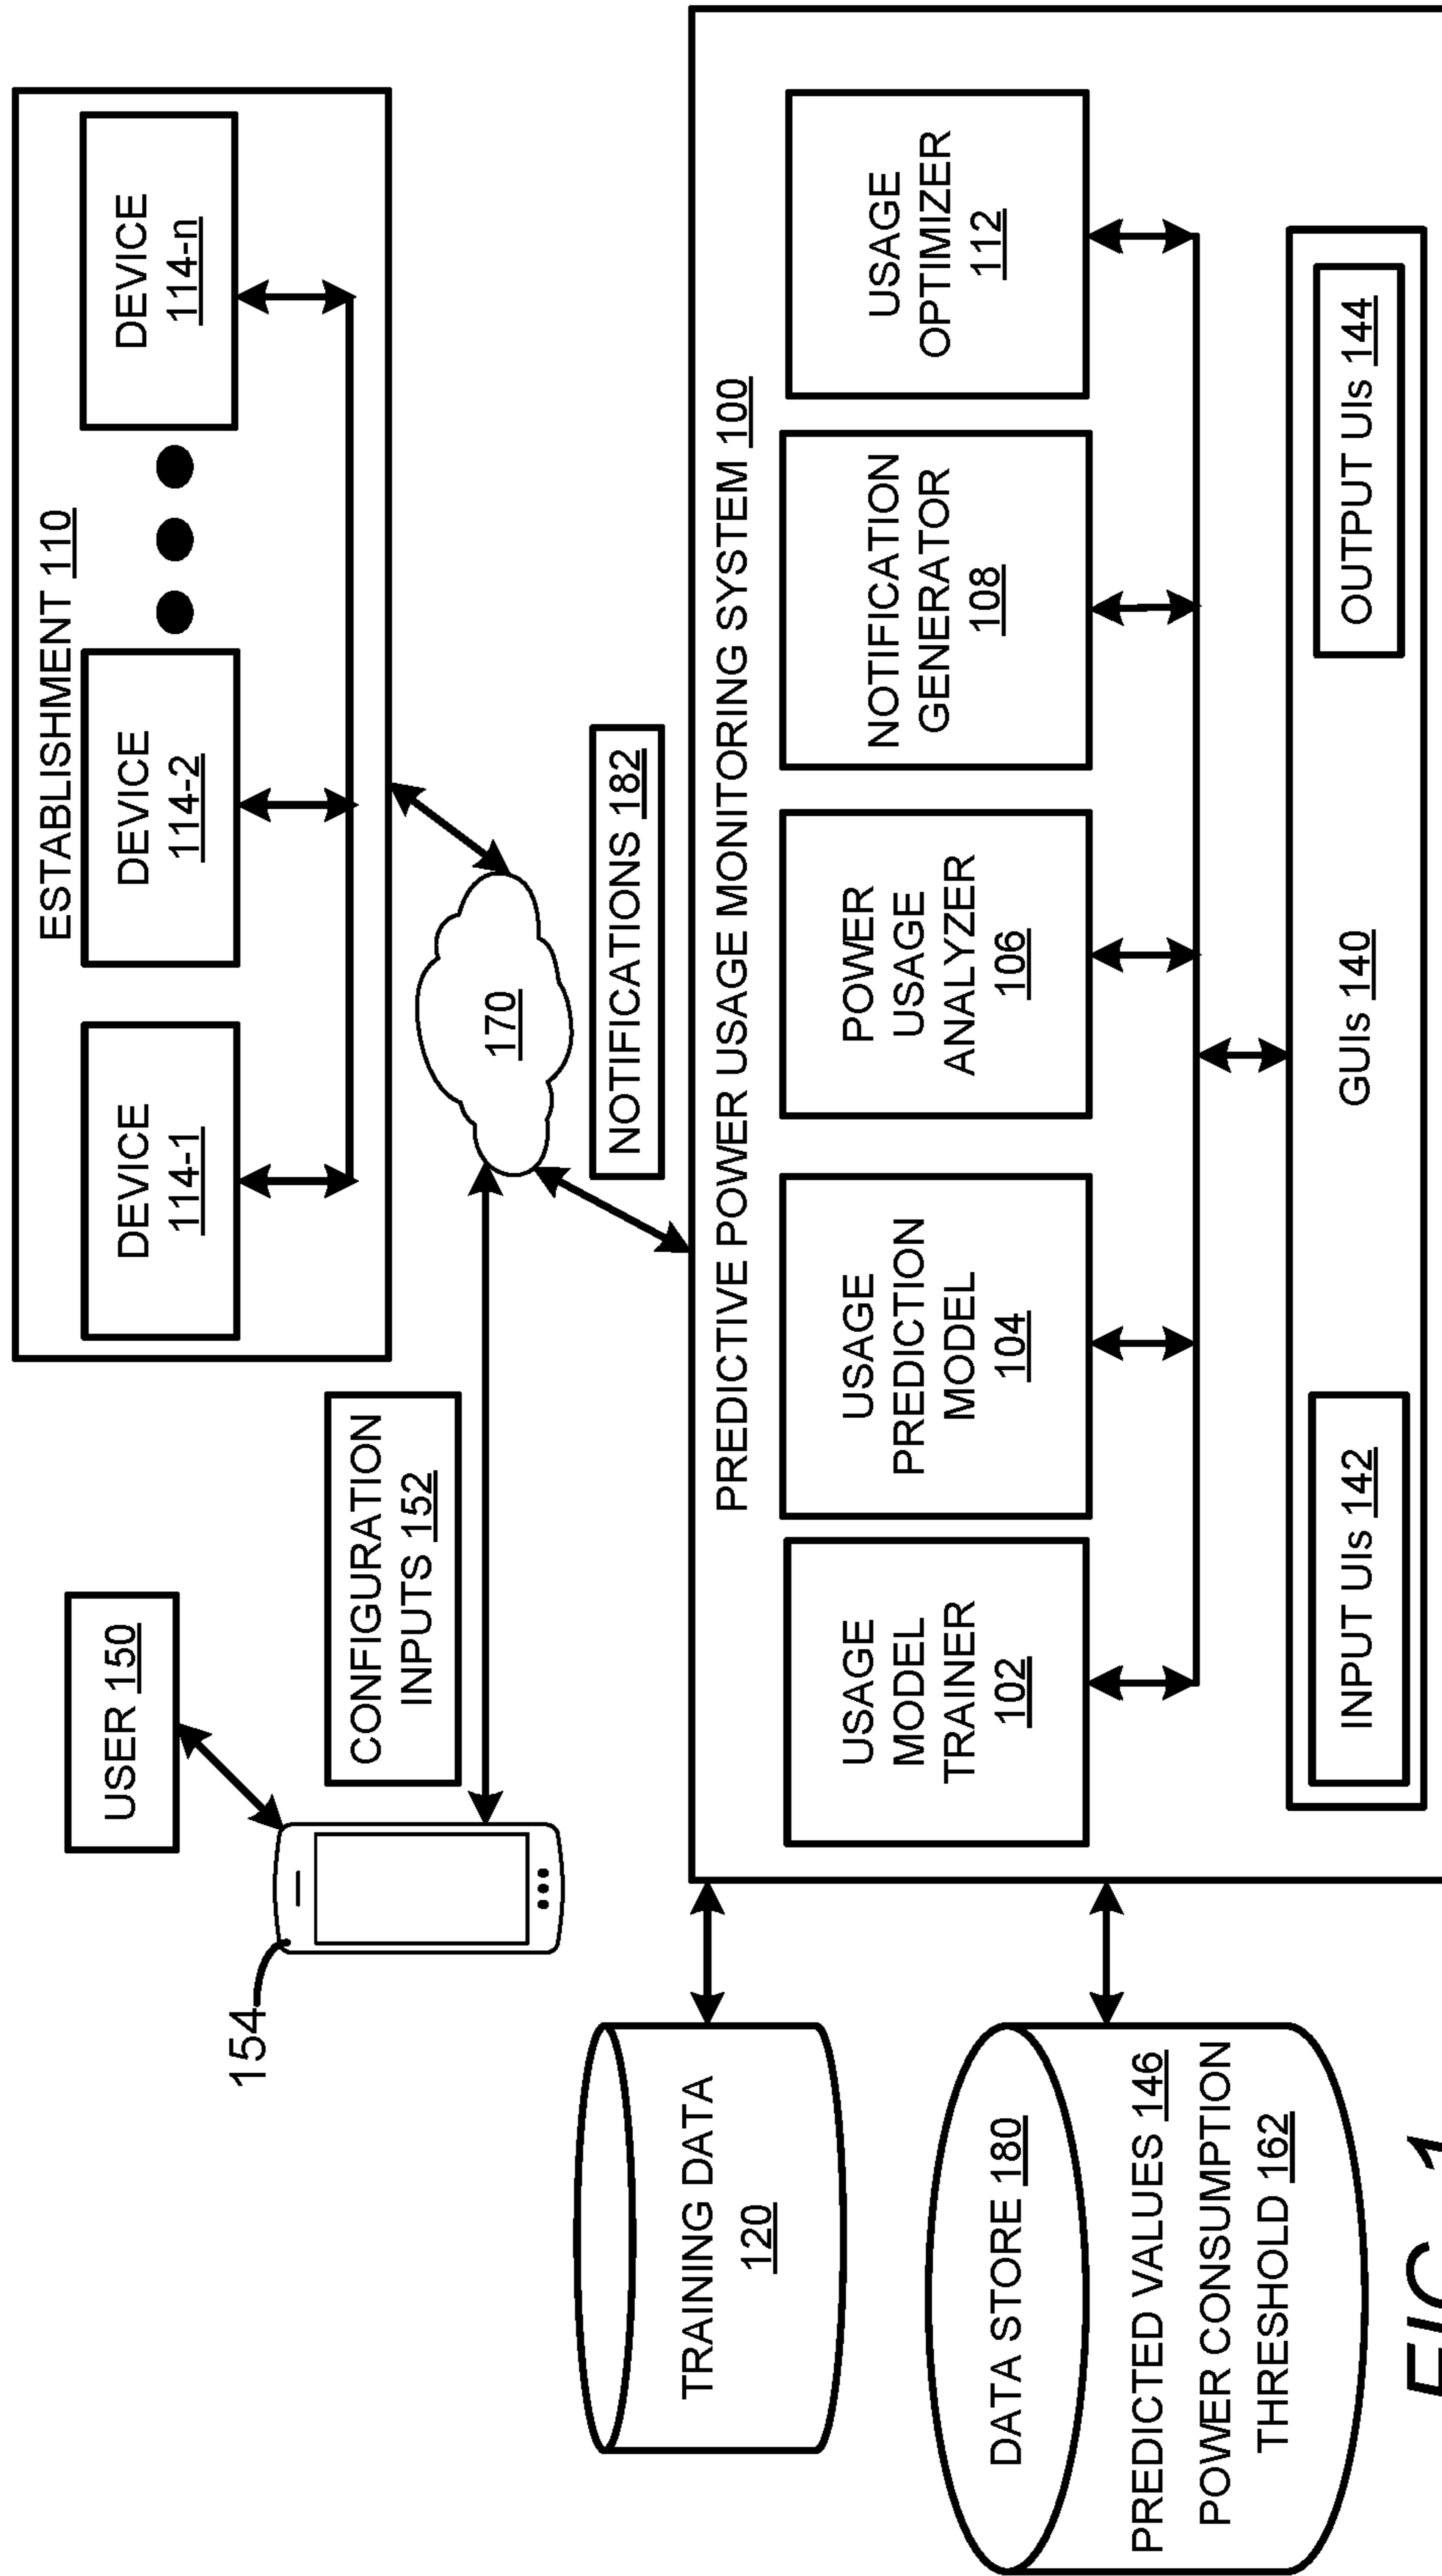 USER 150
154
CONFIGURATION
INPUTS 152
ESTABLISHMENT 110
DEVICE
114-1
DEVICE
114-2
DEVICE
114-n
170
NOTIFICATIONS 182
TRAINING DATA
120
DATA STORE 180
PREDICTED VALUES 146
POWER CONSUMPTION
THRESHOLD 162
PREDICTIVE POWER USAGE MONITORING SYSTEM 100
USAGE
MODEL
TRAINER
102
USAGE
PREDICTION
MODEL
104
POWER
USAGE
ANALYZER
106
NOTIFICATION
GENERATOR
108
USAGE
OPTIMIZER
112
INPUT UIs 142
GUIs 140
OUTPUT UIs 144
FIG. 1